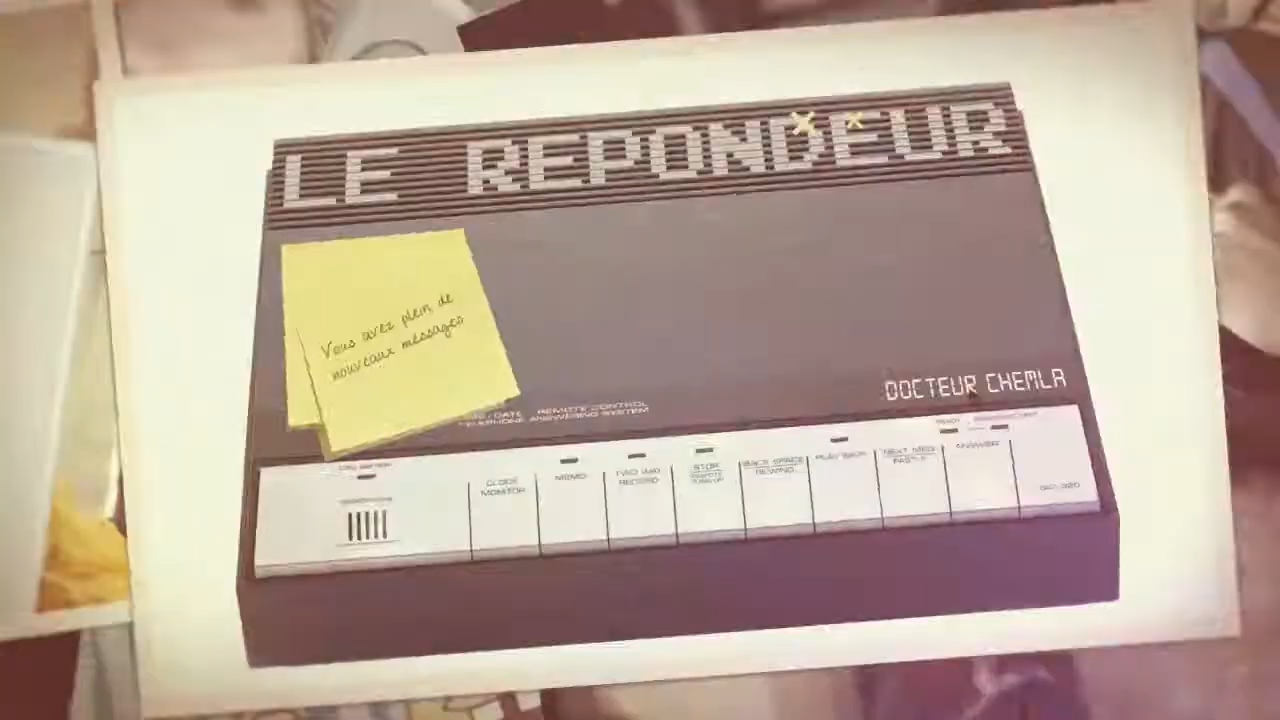 LE REPONDEUR
Vous avez plein de
nouveaux messages
DOCTEUR CHEMLA
DATE REMOTE CONTROL
TELEPHONE ANSWERING SYSTEM
CLOCK
MONITOR
MEMO
TWO WAY
RECORD
STOP
BACK SPACE
REWIND
PLAY BACK
NEXT MSG
ANSWER